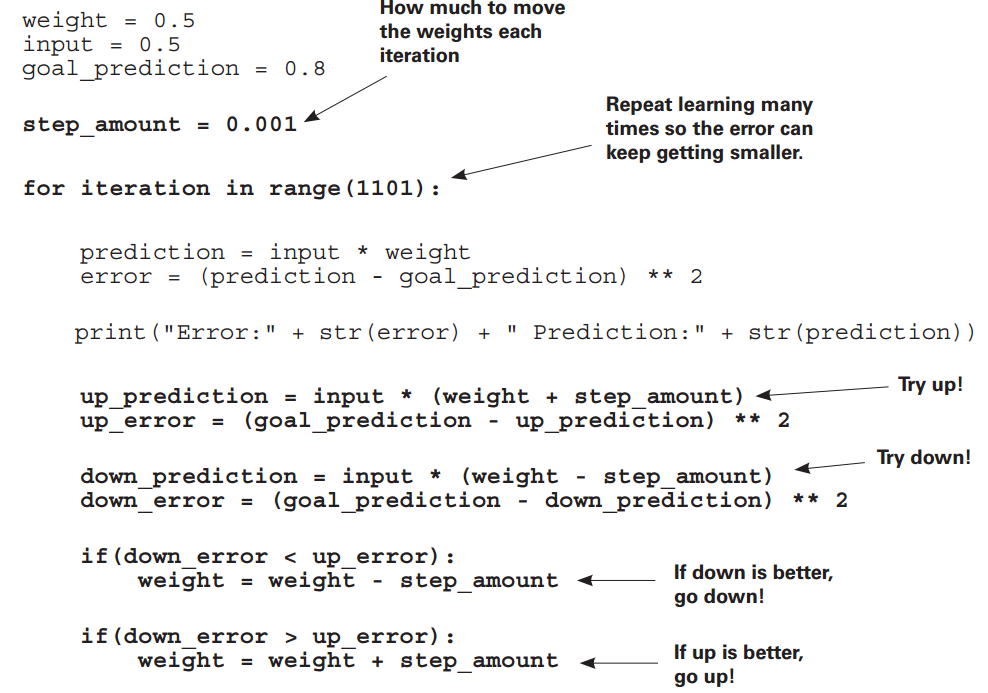 weight = 0.5
input = 0.5
goal_prediction = 0.8
How much to move
the weights each
iteration
step_amount = 0.001
Repeat learning many
times so the error can
keep getting smaller.
for iteration in range(1101):
prediction = input * weight
error = (prediction - goal_prediction) ** 2
print("Error:" + str(error) + " Prediction:" + str(prediction))
up_prediction = input * (weight + step_amount)
up_error = (goal_prediction - up_prediction) ** 2
Try up!
down_prediction = input * (weight - step_amount)
down_error = (goal_prediction - down_prediction) ** 2
Try down!
if(down_error < up_error):
weight = weight - step_amount
If down is better,
go down!
if(down_error > up_error):
weight = weight + step_amount
If up is better,
go up!